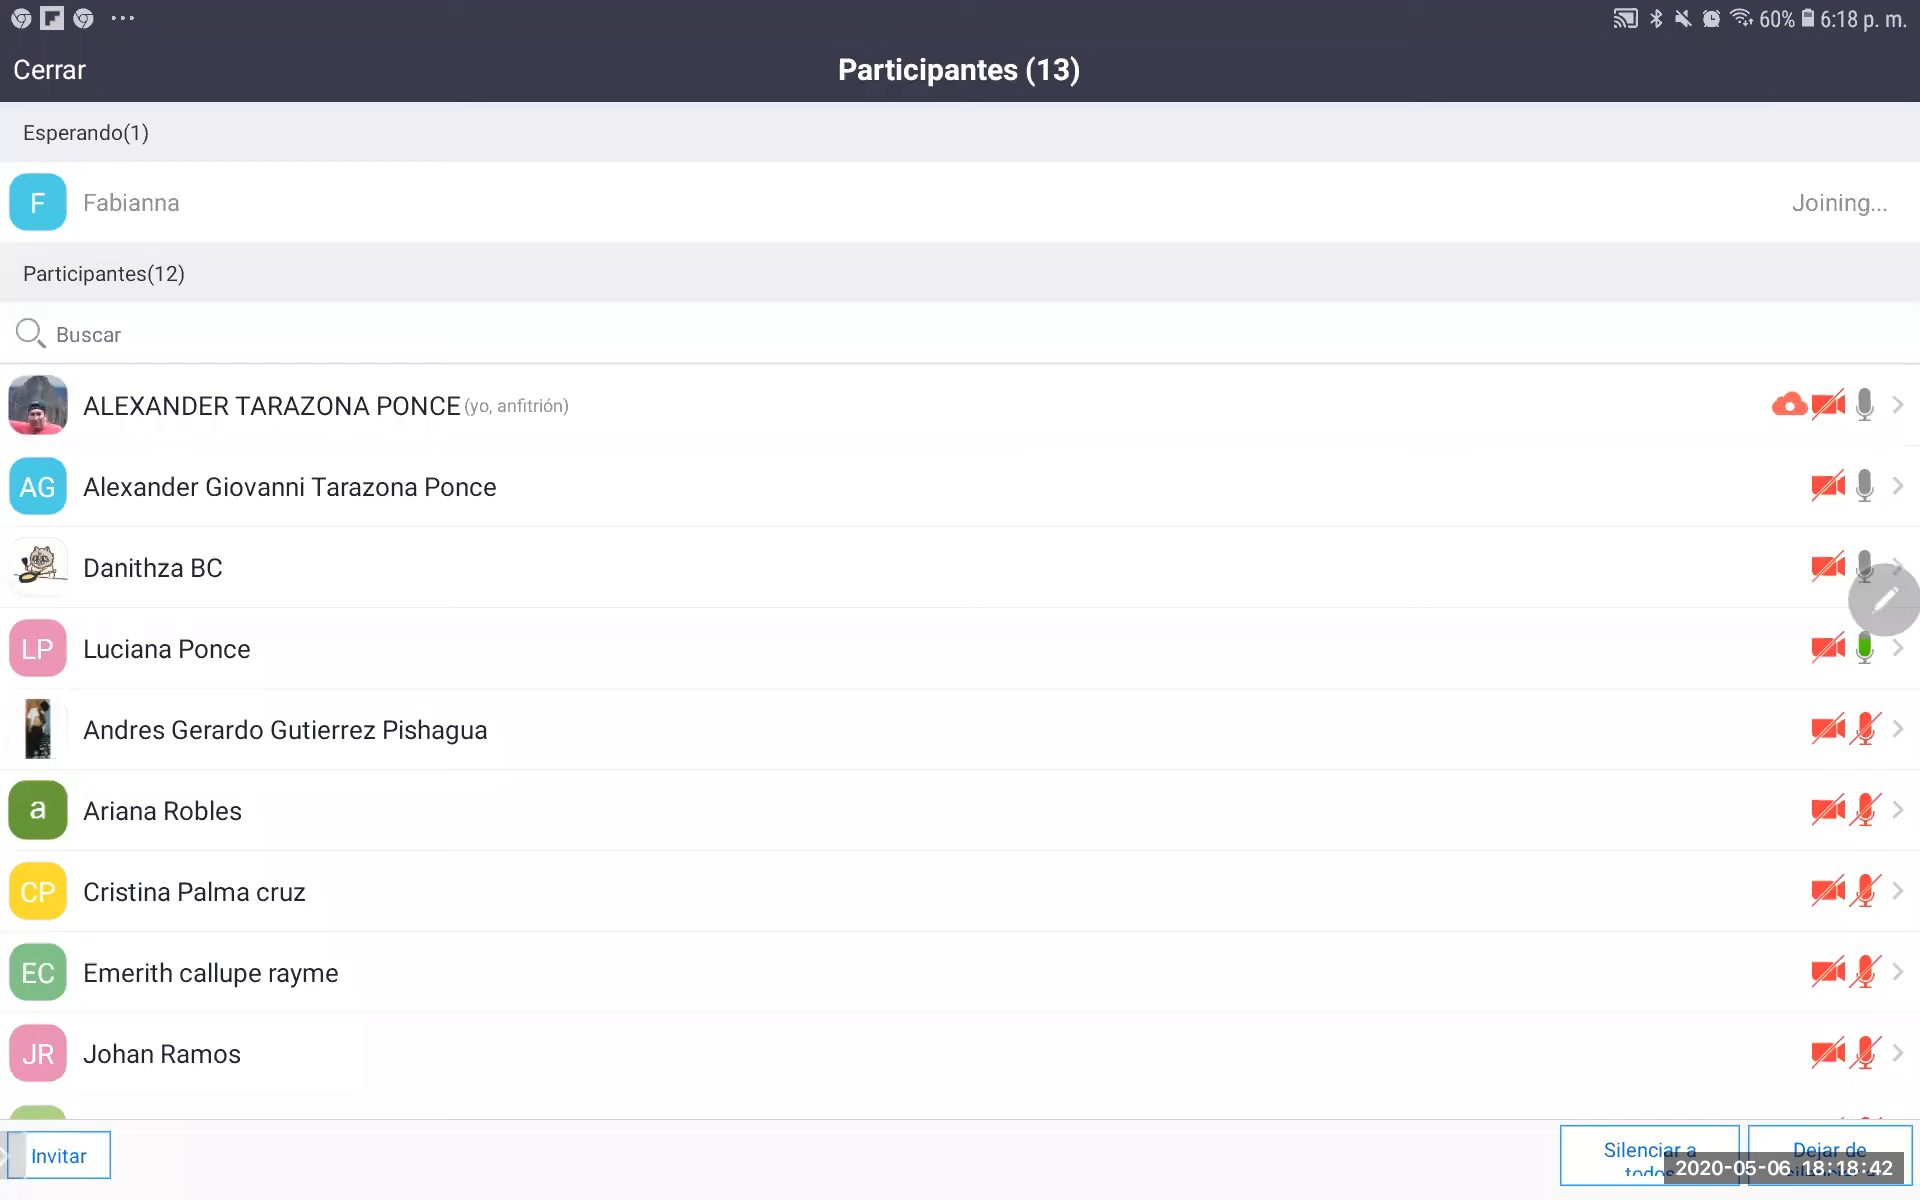 60% 6:18 p. m.
Cerrar
Participantes (13)
Esperando(1)
F Fabianna Joining...
Participantes(12)
Buscar
ALEXANDER TARAZONA PONCE (yo, anfitrión)
AG Alexander Giovanni Tarazona Ponce
Danithza BC
LP Luciana Ponce
Andres Gerardo Gutierrez Pishagua
a Ariana Robles
CP Cristina Palma cruz
EC Emerith callupe rayme
JR Johan Ramos
Invitar
Silenciar a
todos
Dejar de
2020-05-06 18:18:42